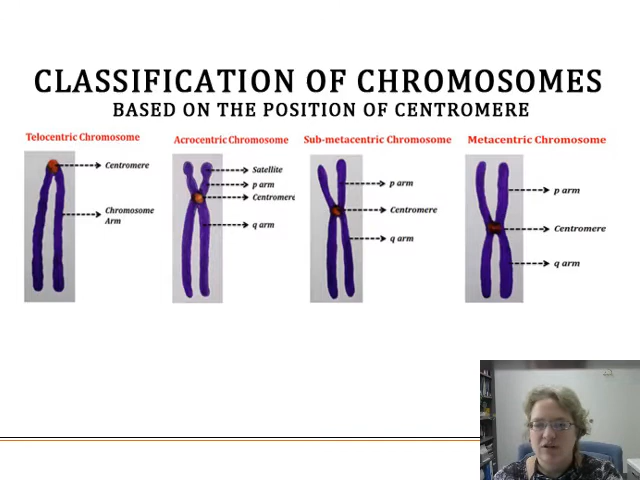 CLASSIFICATION OF CHROMOSOMES
BASED ON THE POSITION OF CENTROMERE
Telocentric Chromosome
Centromere
Chromosome
Arm
Acrocentric Chromosome
Satellite
p arm
Centromere
q arm
Sub-metacentric Chromosome
p arm
Centromere
q arm
Metacentric Chromosome
p arm
Centromere
q arm